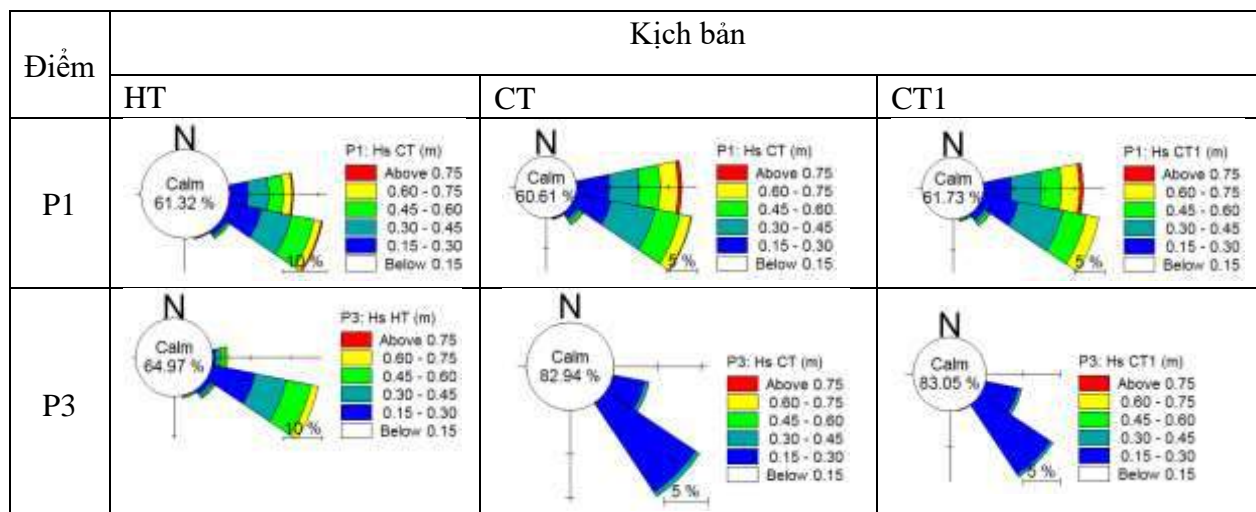 Điểm
Kịch bản
HT
CT
CT1
P1
N
Calm
61.32 %
10 %
P1: Hs CT (m)
Above 0.75
0.60 - 0.75
0.45 - 0.60
0.30 - 0.45
0.15 - 0.30
Below 0.15
N
Calm
60.61 %
5 %
P1: Hs CT (m)
Above 0.75
0.60 - 0.75
0.45 - 0.60
0.30 - 0.45
0.15 - 0.30
Below 0.15
N
Calm
61.73 %
5 %
P1: Hs CT1 (m)
Above 0.75
0.60 - 0.75
0.45 - 0.60
0.30 - 0.45
0.15 - 0.30
Below 0.15
P3
N
Calm
64.97 %
10 %
P3: Hs HT (m)
Above 0.75
0.60 - 0.75
0.45 - 0.60
0.30 - 0.45
0.15 - 0.30
Below 0.15
N
Calm
82.94 %
5 %
P3: Hs CT (m)
Above 0.75
0.60 - 0.75
0.45 - 0.60
0.30 - 0.45
0.15 - 0.30
Below 0.15
N
Calm
83.05 %
5 %
P3: Hs CT1 (m)
Above 0.75
0.60 - 0.75
0.45 - 0.60
0.30 - 0.45
0.15 - 0.30
Below 0.15